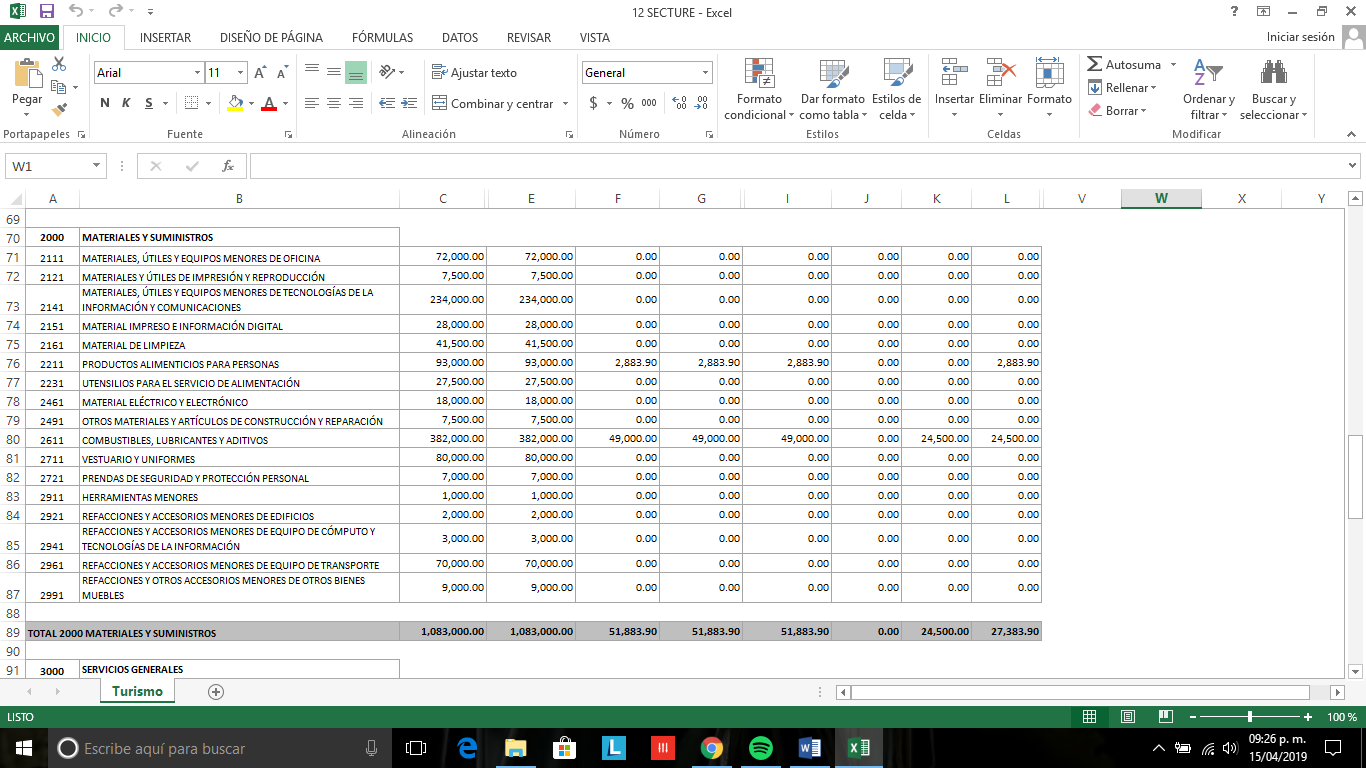 12 SECTURE - Excel
?
ARCHIVO INICIO INSERTAR DISEÑO DE PÁGINA FÓRMULAS DATOS REVISAR VISTA Iniciar sesión
Pegar
Portapapeles
Arial 11
N K S
Fuente
Ajustar texto
Combinar y centrar
Alineación
General
$ % 000
Número
Formato condicional
Dar formato como tabla
Estilos de celda
Estilos
Insertar Eliminar Formato
Celdas
Autosuma
Rellenar
Borrar
Ordenar y filtrar
Buscar y seleccionar
Modificar
W1 fx
A B C E F G I J K L V W X Y
69
70 2000 MATERIALES Y SUMINISTROS
71 2111 MATERIALES, ÚTILES Y EQUIPOS MENORES DE OFICINA 72,000.00 72,000.00 0.00 0.00 0.00 0.00 0.00 0.00
72 2121 MATERIALES Y ÚTILES DE IMPRESIÓN Y REPRODUCCIÓN 7,500.00 7,500.00 0.00 0.00 0.00 0.00 0.00 0.00
MATERIALES, ÚTILES Y EQUIPOS MENORES DE TECNOLOGÍAS DE LA
73 2141 INFORMACIÓN Y COMUNICACIONES 234,000.00 234,000.00 0.00 0.00 0.00 0.00 0.00 0.00
74 2151 MATERIAL IMPRESO E INFORMACIÓN DIGITAL 28,000.00 28,000.00 0.00 0.00 0.00 0.00 0.00 0.00
75 2161 MATERIAL DE LIMPIEZA 41,500.00 41,500.00 0.00 0.00 0.00 0.00 0.00 0.00
76 2211 PRODUCTOS ALIMENTICIOS PARA PERSONAS 93,000.00 93,000.00 2,883.90 2,883.90 2,883.90 0.00 0.00 2,883.90
77 2231 UTENSILIOS PARA EL SERVICIO DE ALIMENTACIÓN 27,500.00 27,500.00 0.00 0.00 0.00 0.00 0.00 0.00
78 2461 MATERIAL ELÉCTRICO Y ELECTRÓNICO 18,000.00 18,000.00 0.00 0.00 0.00 0.00 0.00 0.00
79 2491 OTROS MATERIALES Y ARTÍCULOS DE CONSTRUCCIÓN Y REPARACIÓN 7,500.00 7,500.00 0.00 0.00 0.00 0.00 0.00 0.00
80 2611 COMBUSTIBLES, LUBRICANTES Y ADITIVOS 382,000.00 382,000.00 49,000.00 49,000.00 49,000.00 0.00 24,500.00 24,500.00
81 2711 VESTUARIO Y UNIFORMES 80,000.00 80,000.00 0.00 0.00 0.00 0.00 0.00 0.00
82 2721 PRENDAS DE SEGURIDAD Y PROTECCIÓN PERSONAL 7,000.00 7,000.00 0.00 0.00 0.00 0.00 0.00 0.00
83 2911 HERRAMIENTAS MENORES 1,000.00 1,000.00 0.00 0.00 0.00 0.00 0.00 0.00
84 2921 REFACCIONES Y ACCESORIOS MENORES DE EDIFICIOS 2,000.00 2,000.00 0.00 0.00 0.00 0.00 0.00 0.00
REFACCIONES Y ACCESORIOS MENORES DE EQUIPO DE CÓMPUTO Y
85 2941 TECNOLOGÍAS DE LA INFORMACIÓN 3,000.00 3,000.00 0.00 0.00 0.00 0.00 0.00 0.00
86 2961 REFACCIONES Y ACCESORIOS MENORES DE EQUIPO DE TRANSPORTE 70,000.00 70,000.00 0.00 0.00 0.00 0.00 0.00 0.00
REFACCIONES Y OTROS ACCESORIOS MENORES DE OTROS BIENES
87 2991 MUEBLES 9,000.00 9,000.00 0.00 0.00 0.00 0.00 0.00 0.00
88
89 TOTAL 2000 MATERIALES Y SUMINISTROS 1,083,000.00 1,083,000.00 51,883.90 51,883.90 51,883.90 0.00 24,500.00 27,383.90
90
91 3000 SERVICIOS GENERALES
Turismo
LISTO 100 %
Escribe aquí para buscar
09:26 p. m.
15/04/2019